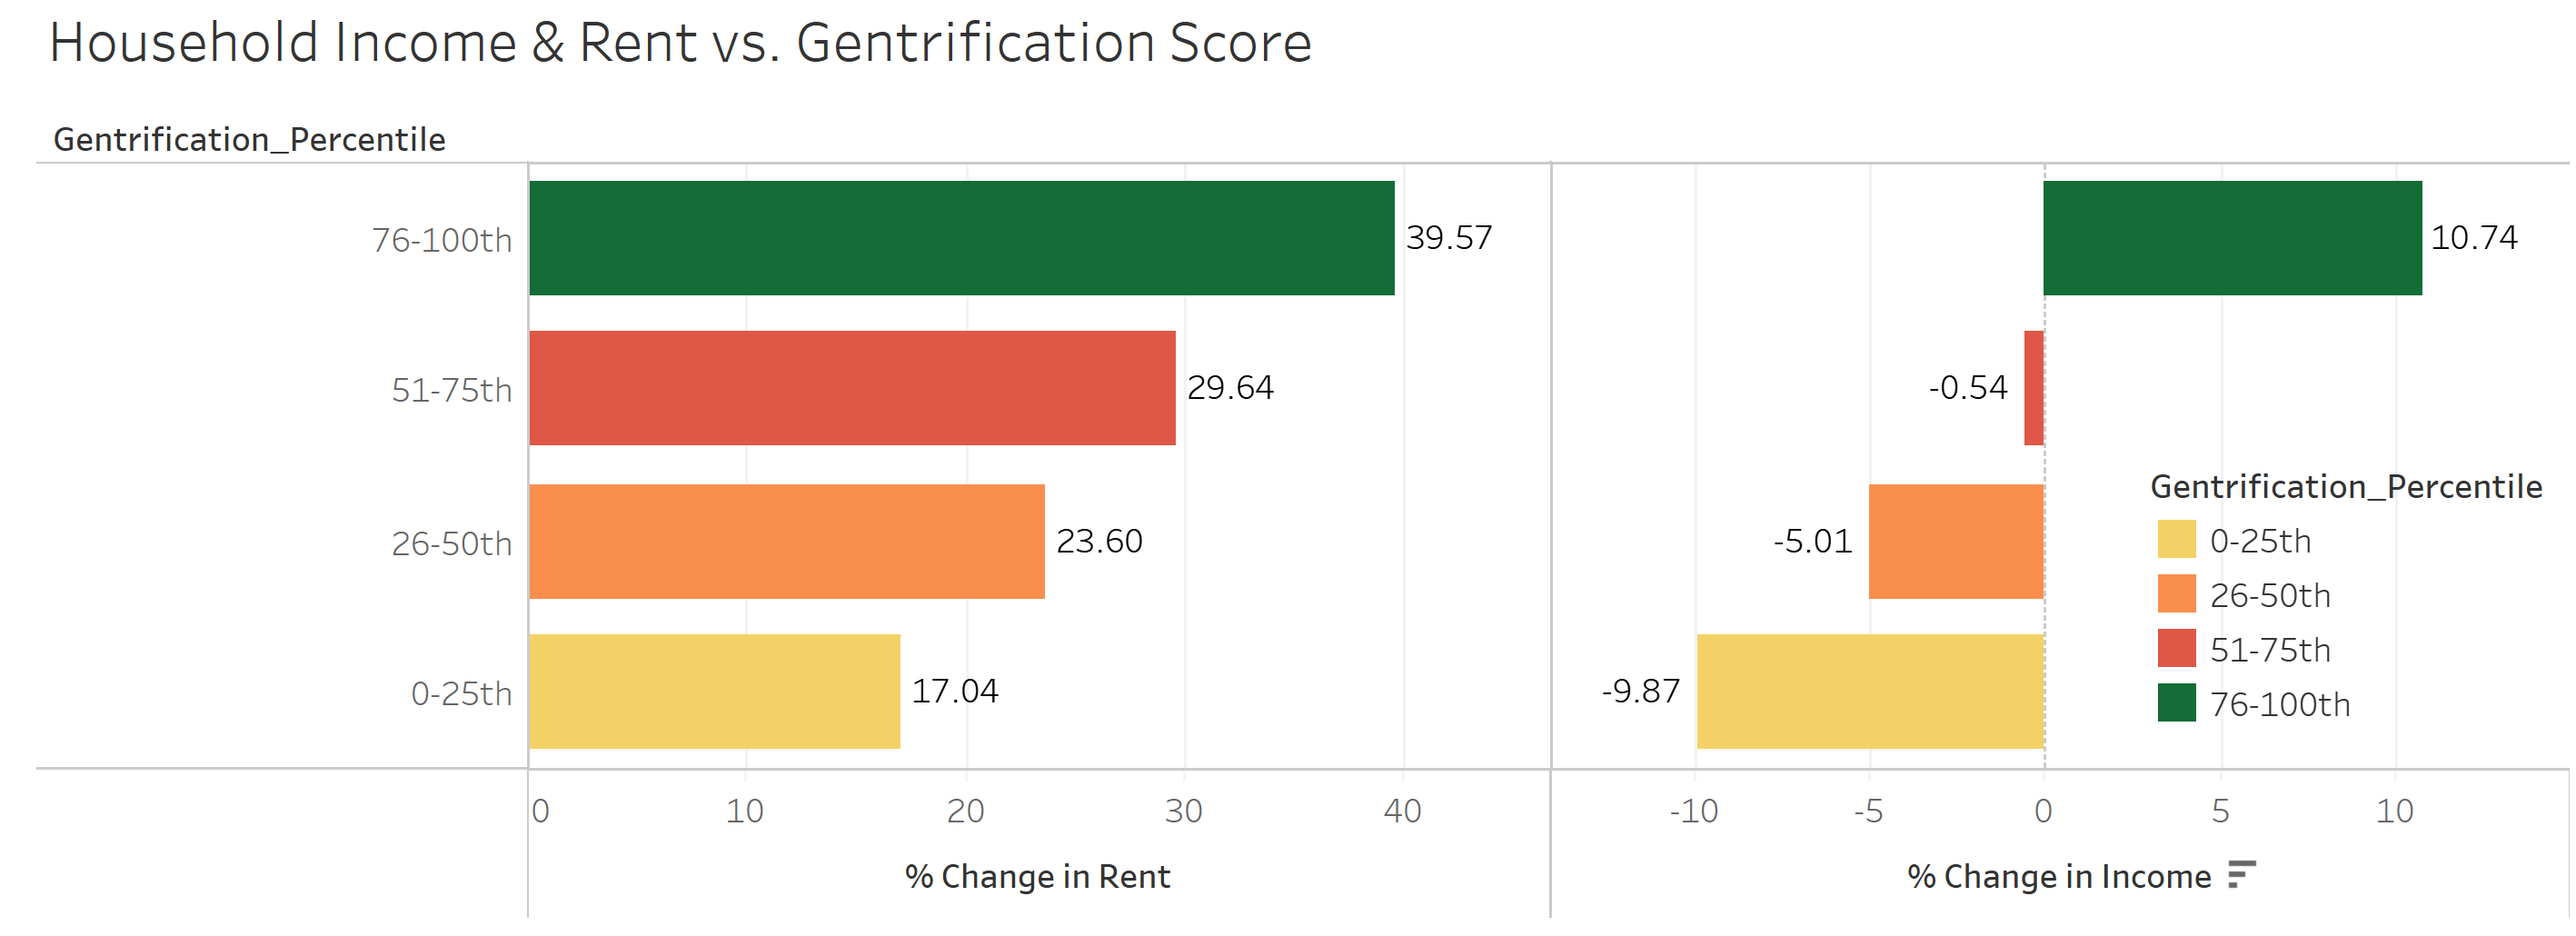 Household Income & Rent vs. Gentrification Score
Gentrification_Percentile
76-100th
39.57
10.74
51-75th
29.64
-0.54
26-50th
23.60
-5.01
0-25th
17.04
-9.87
Gentrification_Percentile
0-25th
26-50th
51-75th
76-100th
0 10 20 30 40
-10 -5 0 5 10
% Change in Rent
% Change in Income